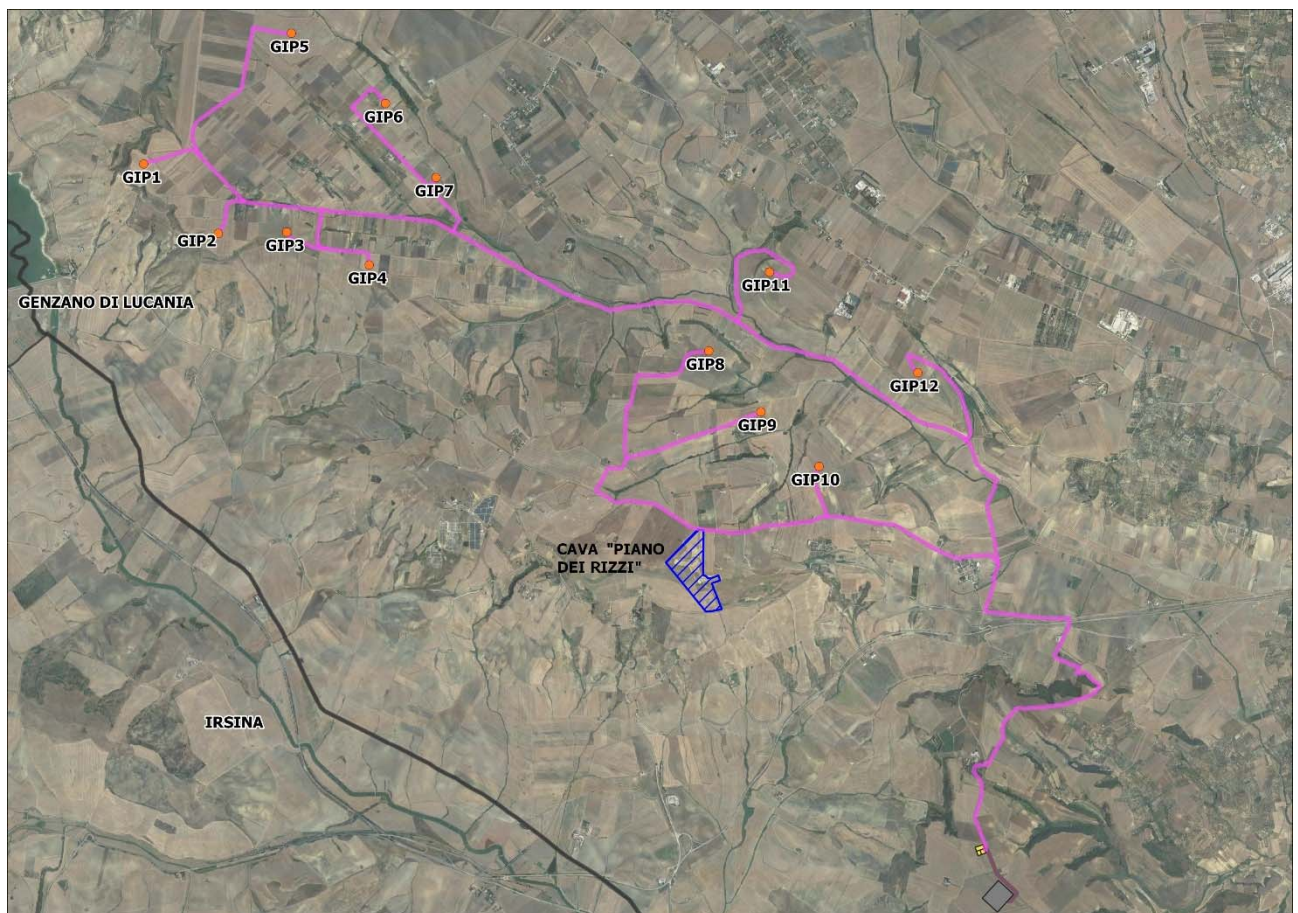 GIP5
GIP6
GIP1
GIP7
GIP2
GIP3
GIP4
GIP11
GENZANO DI LUCANIA
GIP8
GIP12
GIP9
GIP10
CAVA "PIANO
DEI RIZZI"
IRSINA